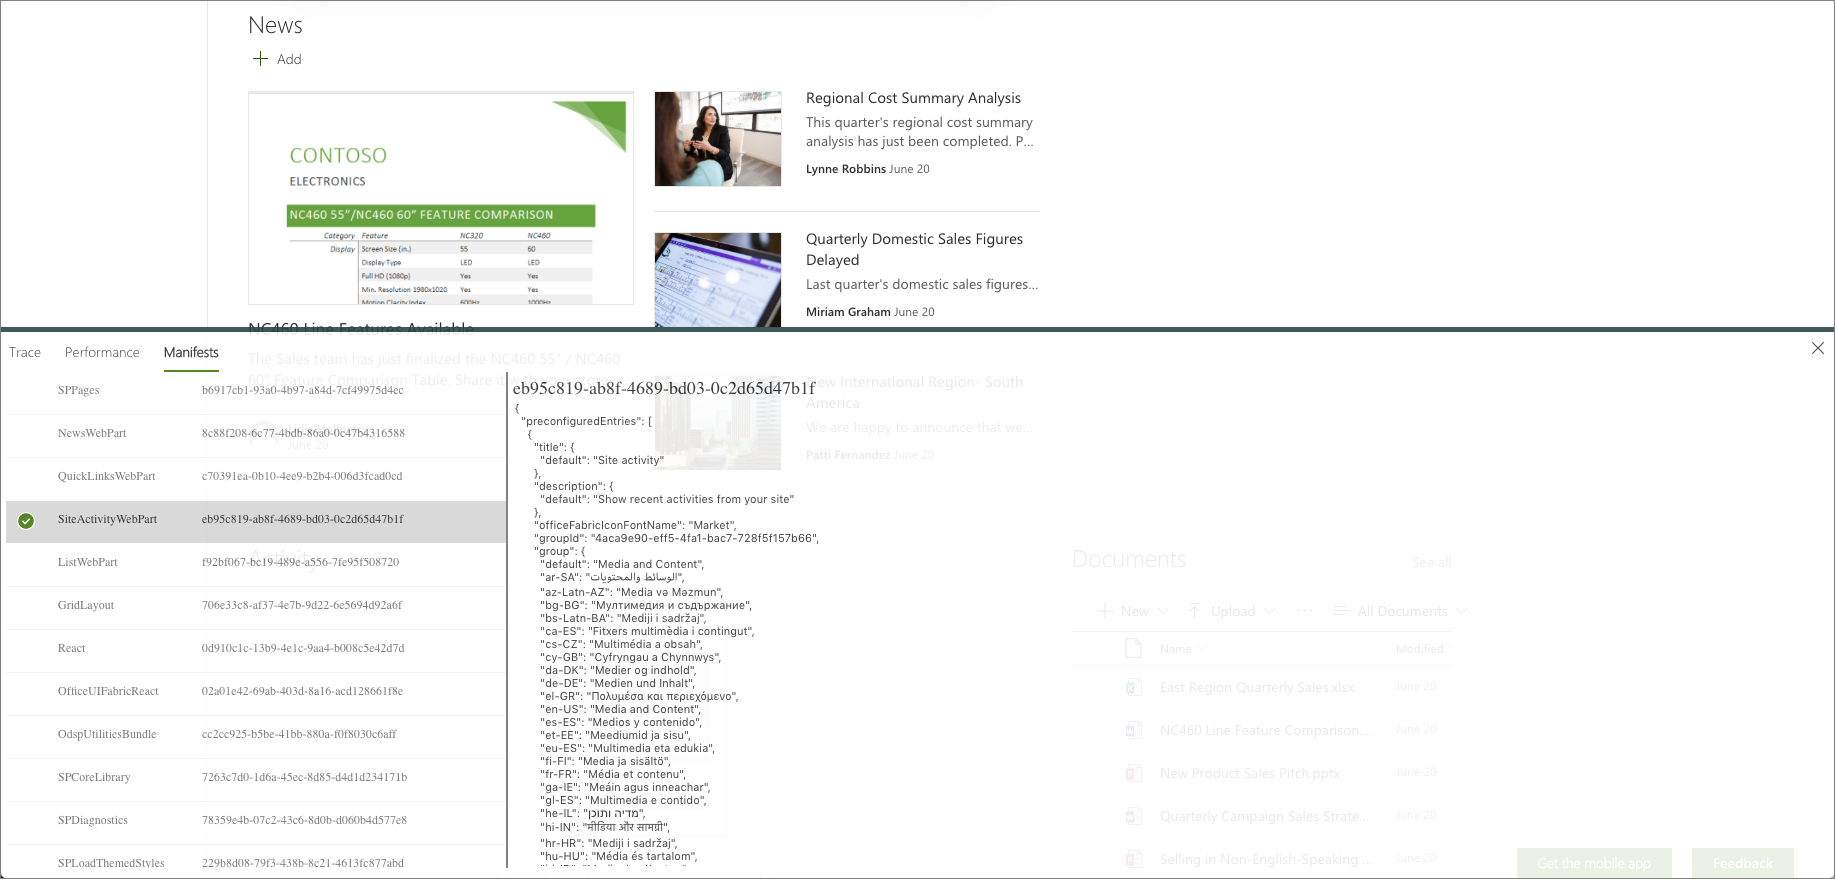 News
Add
CONTOSO
ELECTRONICS
NC460 55"/NC460 60" FEATURE COMPARISON
Category Feature NC320 NC460
Display Screen Size (in.) 55 60
Display Type LED LED
Full HD (1080p) Yes Yes
Min. Resolution 1980x1020 Yes Yes
Motion Clarity Index 600Hz 1000Hz
NC460 Line Features Available
The Sales team has just finalized the NC460 55" / NC460
60" Feature Comparison Table. Share it with your
June 20
Regional Cost Summary Analysis
This quarter's regional cost summary
analysis has just been completed. P...
Lynne Robbins June 20
Quarterly Domestic Sales Figures
Delayed
Last quarter's domestic sales figures...
Miriam Graham June 20
New International Region- South
America
We are happy to announce that we...
Patti Fernandez June 20
Trace Performance Manifests
SPPages b6917cb1-93a0-4b97-a84d-7cf49975d4ec
NewsWebPart 8c88f208-6c77-4bdb-86a0-0c47b4316588
QuickLinksWebPart c70391ea-0b10-4ee9-b2b4-006d3fcad0cd
SiteActivityWebPart eb95c819-ab8f-4689-bd03-0c2d65d47b1f
ListWebPart f92bf067-bc19-489e-a556-7fe95f508720
GridLayout 706e33c8-af37-4e7b-9d22-6e5694d92a6f
React 0d910c1c-13b9-4e1c-9aa4-b008c5e42d7d
OfficeUIFabricReact 02a01e42-69ab-403d-8a16-acd128661f8e
OdspUtilitiesBundle cc2cc925-b5be-41bb-880a-f0f8030c6aff
SPCoreLibrary 7263c7d0-1d6a-45ec-8d85-d4d1d234171b
SPDiagnostics 78359e4b-07c2-43c6-8d0b-d060b4d577e8
SPLoadThemedStyles 229b8d08-79f3-438b-8c21-4613fc877abd
Activity
eb95c819-ab8f-4689-bd03-0c2d65d47b1f
{
"preconfiguredEntries": [
{
"title": {
"default": "Site activity"
},
"description": {
"default": "Show recent activities from your site"
},
"officeFabricIconFontName": "Market",
"groupId": "4aca9e90-eff5-4fa1-bac7-728f5f157b66",
"group": {
"default": "Media and Content",
"ar-SA": "الوسائط والمحتويات",
"az-Latn-AZ": "Media və Məzmun",
"bg-BG": "Мултимедия и съдържание",
"bs-Latn-BA": "Mediji i sadržaj",
"ca-ES": "Fitxers multimèdia i contingut",
"cs-CZ": "Multimédia a obsah",
"cy-GB": "Cyfryngau a Chynnwys",
"da-DK": "Medier og indhold",
"de-DE": "Medien und Inhalt",
"el-GR": "Πολυμέσα και περιεχόμενο",
"en-US": "Media and Content",
"es-ES": "Medios y contenido",
"et-EE": "Meediumid ja sisu",
"eu-ES": "Multimedia eta edukia",
"fi-FI": "Media ja sisältö",
"fr-FR": "Média et contenu",
"ga-IE": "Meáin agus inneachar",
"gl-ES": "Multimedia e contido",
"he-IL": "מדיה ותוכן",
"hi-IN": "मीडिया और सामग्री",
"hr-HR": "Mediji i sadržaj",
"hu-HU": "Média és tartalom",
Documents See all
New Upload ... All Documents
Name Modified
East Region Quarterly Sales.xlsx June 20
NC460 Line Feature Comparison.... June 20
New Product Sales Pitch.pptx June 20
Quarterly Campaign Sales Strate... June 20
Selling in Non-English-Speaking ... June 20
Get the mobile app Feedback